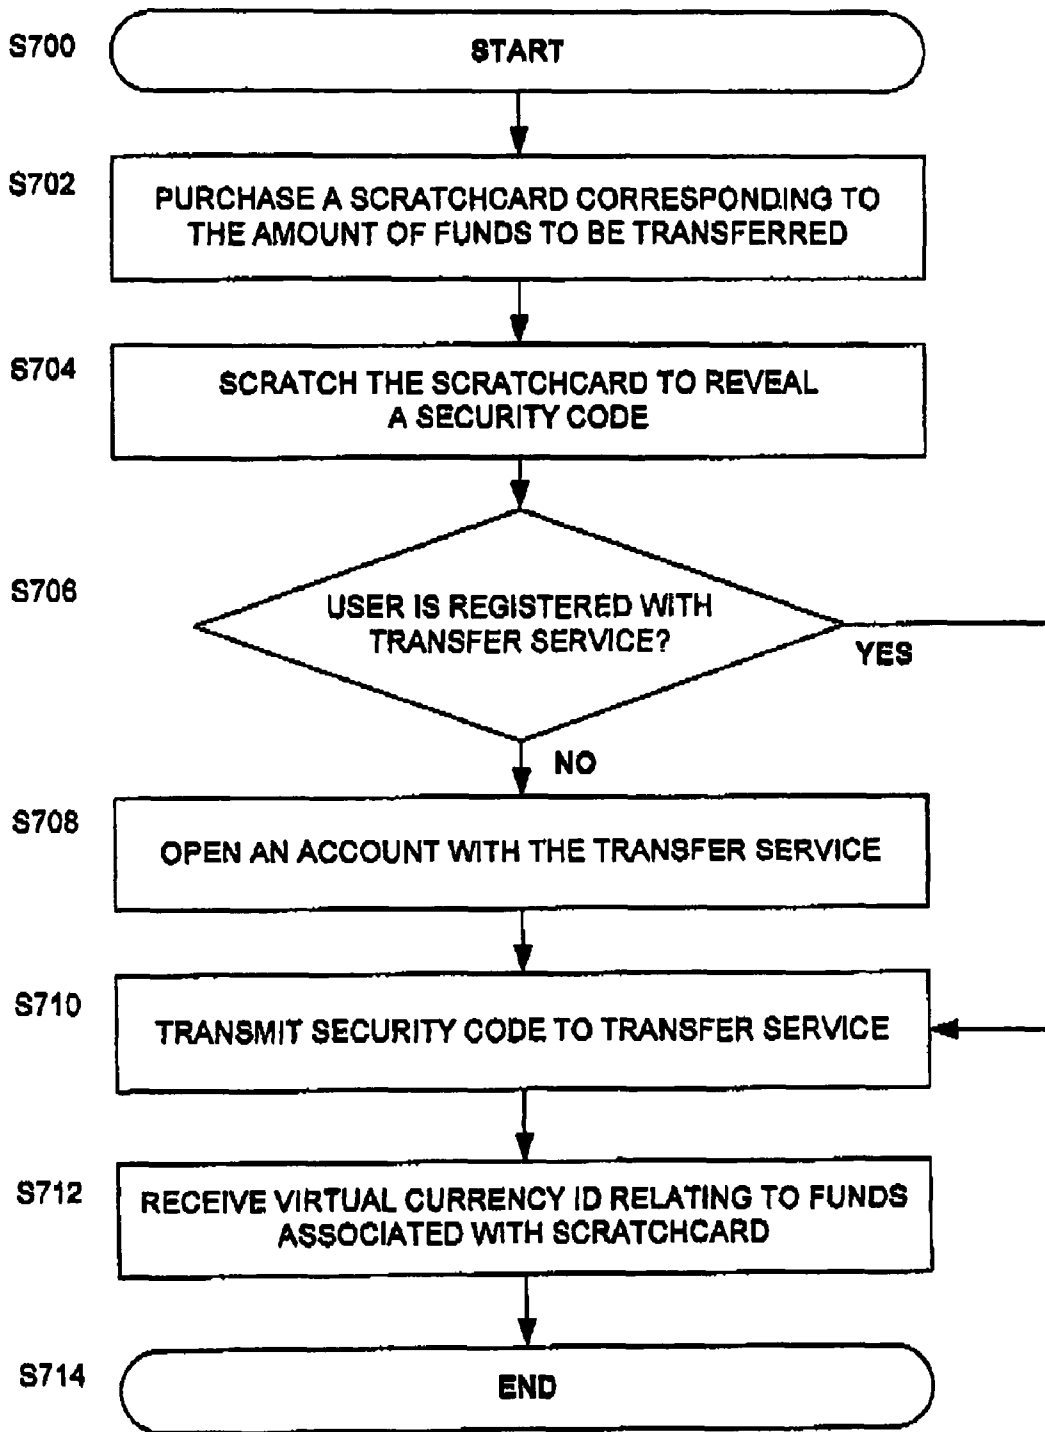 S700
START
S702
PURCHASE A SCRATCHCARD CORRESPONDING TO
THE AMOUNT OF FUNDS TO BE TRANSFERRED
S704
SCRATCH THE SCRATCHCARD TO REVEAL
A SECURITY CODE
S706
USER IS REGISTERED WITH
TRANSFER SERVICE?
YES
NO
S708
OPEN AN ACCOUNT WITH THE TRANSFER SERVICE
S710
TRANSMIT SECURITY CODE TO TRANSFER SERVICE
S712
RECEIVE VIRTUAL CURRENCY ID RELATING TO FUNDS
ASSOCIATED WITH SCRATCHCARD
S714
END